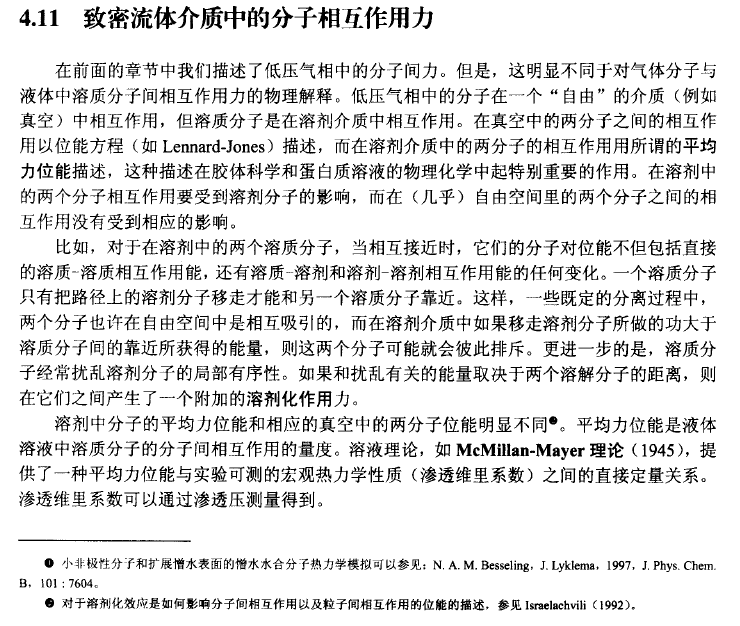 4.11 致密流体介质中的分子相互作用力
在前面的章节中我们描述了低压气相中的分子间力。但是，这明显不同于对气体分子与
液体中溶质分子间相互作用力的物理解释。低压气相中的分子在一个“自由”的介质（例如
真空）中相互作用，但溶质分子是在溶剂介质中相互作用。在真空中的两分子之间的相互作
用以位能方程（如 Lennard-Jones）描述，而在溶剂介质中的两分子的相互作用用所谓的平均
力位能描述，这种描述在胶体科学和蛋白质溶液的物理化学中起特别重要的作用。在溶剂中
的两个分子相互作用要受到溶剂分子的影响，而在（几乎）自由空间里的两个分子之间的相
互作用没有受到相应的影响。
比如，对于在溶剂中的两个溶质分子，当相互接近时，它们的分子对位能不但包括直接
的溶质-溶质相互作用能，还有溶质-溶剂和溶剂-溶剂相互作用能的任何变化。一个溶质分子
只有把路径上的溶剂分子移走才能和另一个溶质分子靠近。这样，一些既定的分离过程中，
两个分子也许在自由空间中是相互吸引的，而在溶剂介质中如果移走溶剂分子所做的功大于
溶质分子间的靠近所获得的能量，则这两个分子可能就会彼此排斥。更进一步的是，溶质分
子经常扰乱溶剂分子的局部有序性。如果和扰乱有关的能量取决于两个溶解分子的距离，则
在它们之间产生了一个附加的溶剂化作用力。
溶剂中分子的平均力位能和相应的真空中的两分子位能明显不同❷。平均力位能是液体
溶液中溶质分子的分子间相互作用的量度。溶液理论，如 McMillan-Mayer 理论（1945），提
供了一种平均力位能与实验可测的宏观热力学性质（渗透维里系数）之间的直接定量关系。
渗透维里系数可以通过渗透压测量得到。
❶ 小非极性分子和扩展憎水表面的憎水水合分子热力学模拟可以参见：N. A. M. Besseling，J. Lyklema，1997，J. Phys. Chem.
B，101 : 7604。
❷ 对于溶剂化效应是如何影响分子间相互作用以及粒子间相互作用的位能的描述，参见 Israelachvili（1992）。